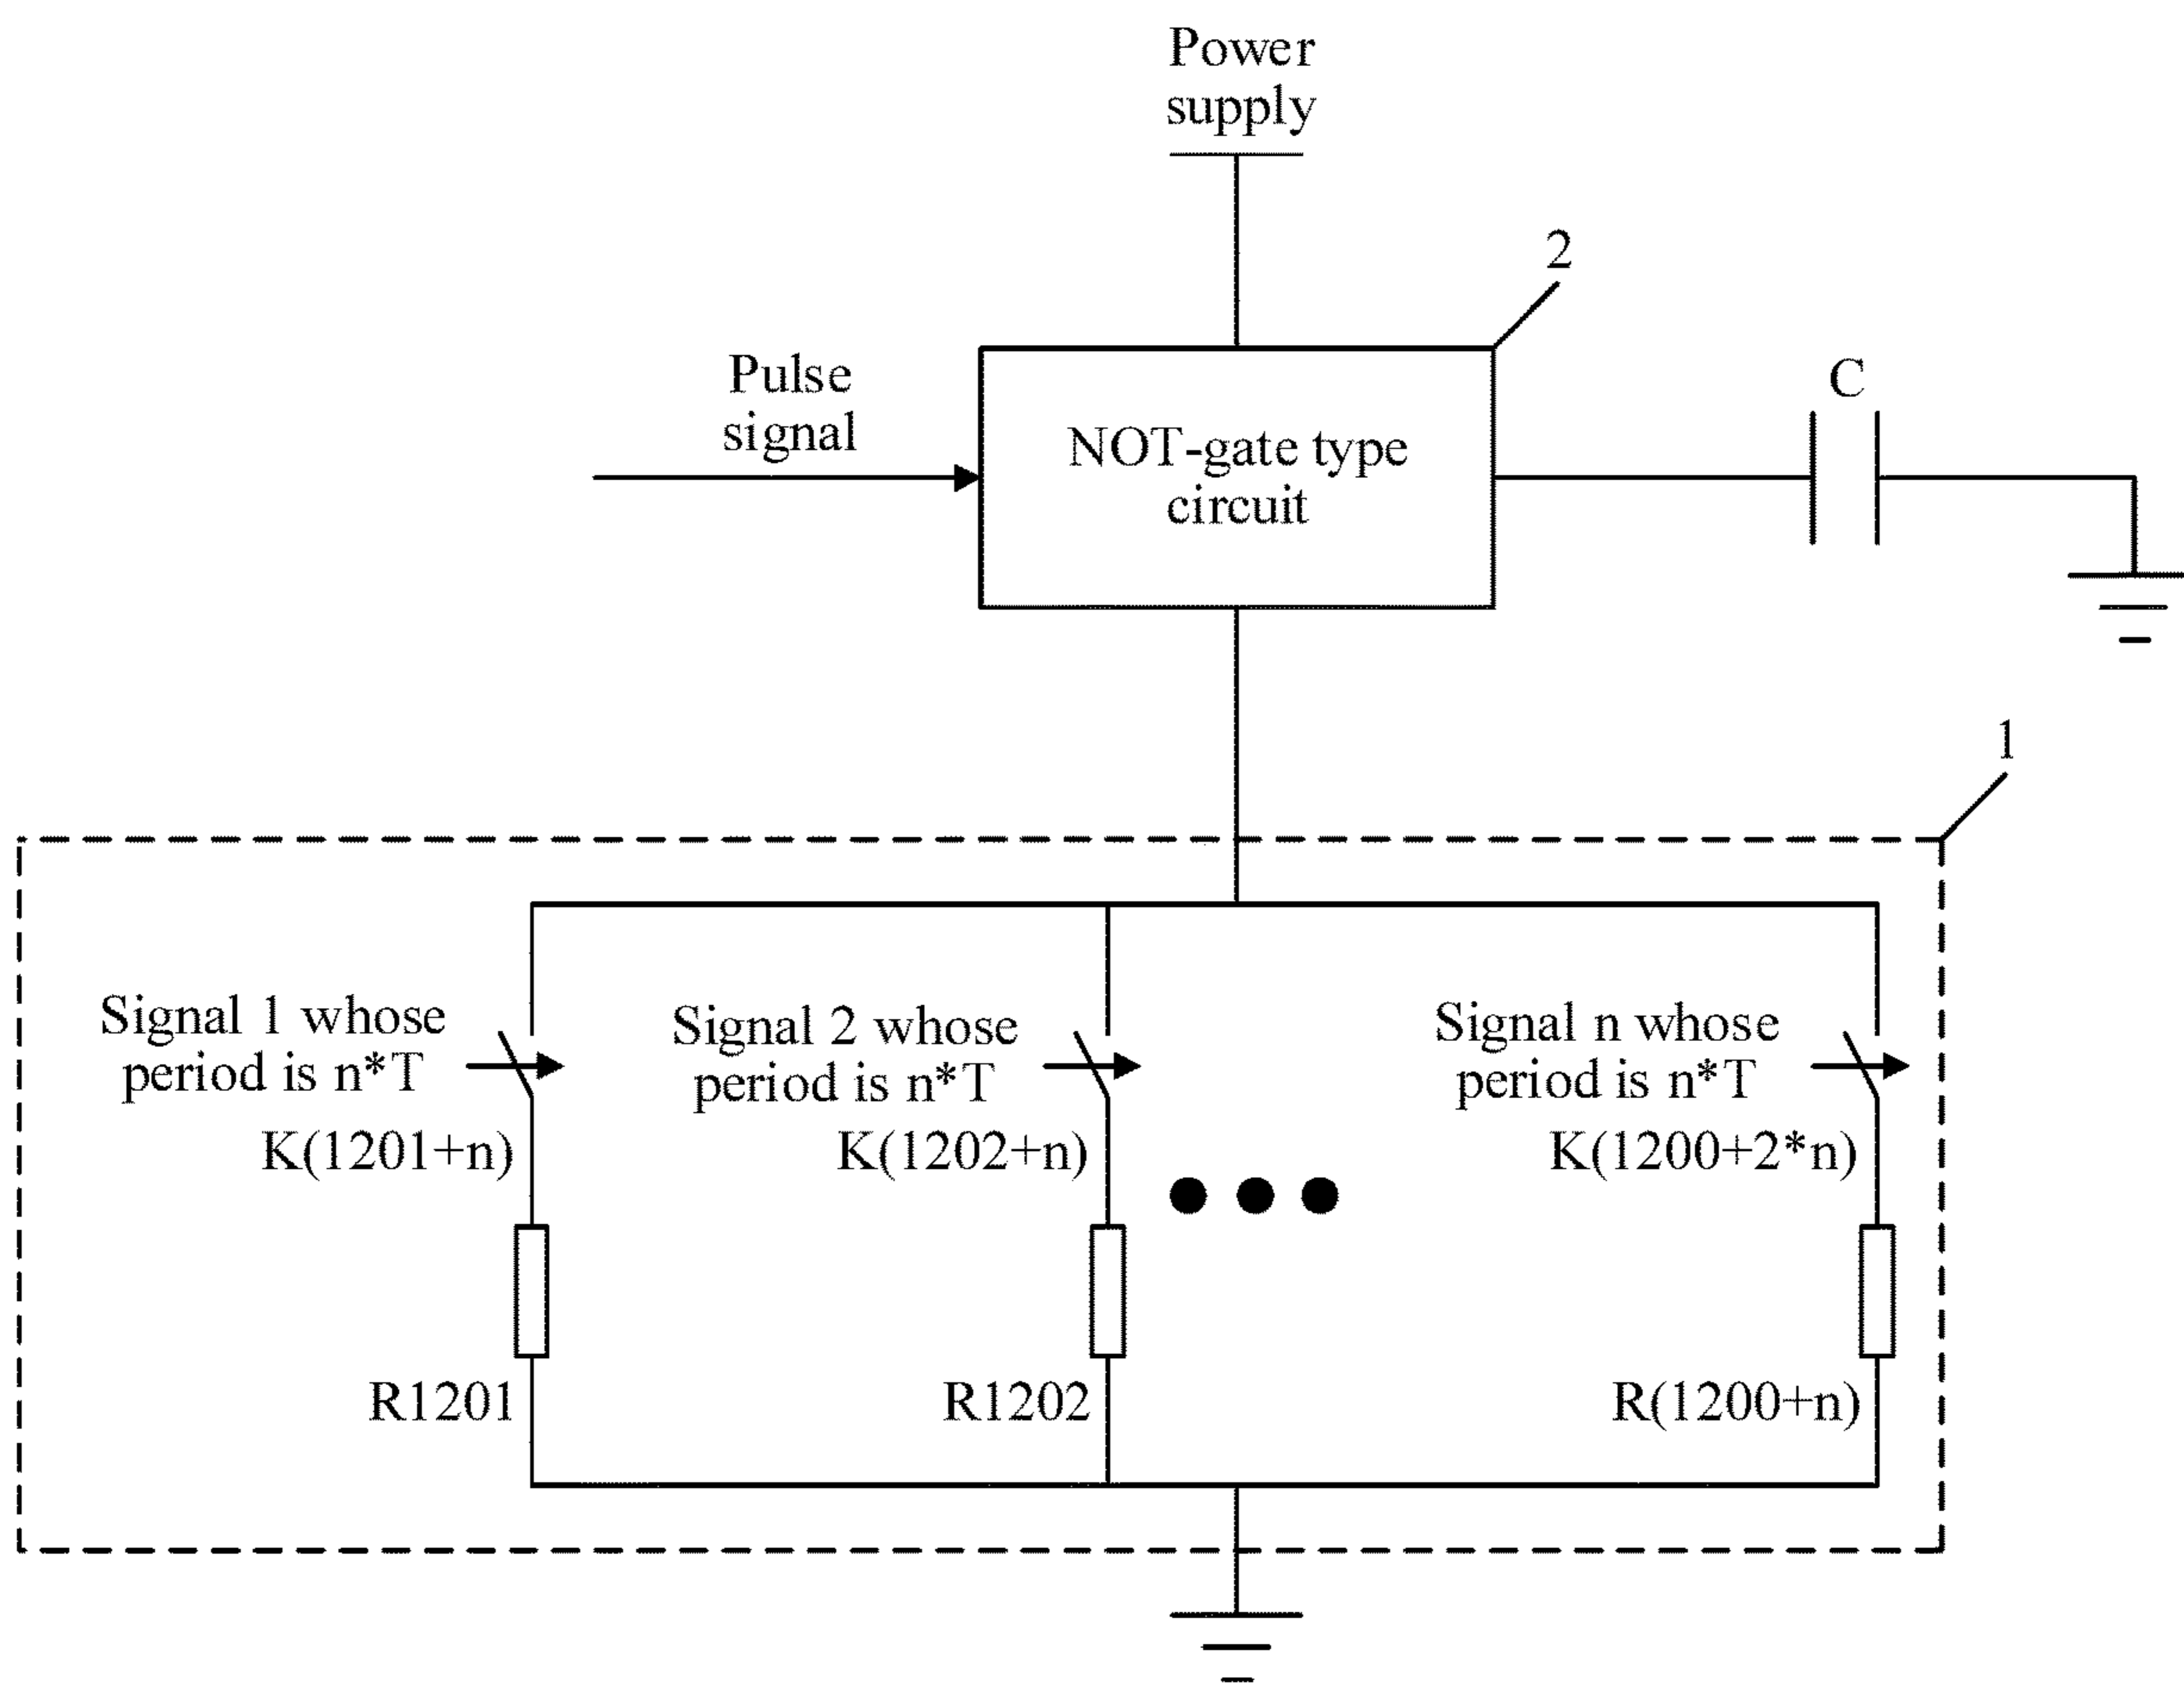 Power
supply
2
Pulse
signal
NOT-gate type
circuit
C
1
Signal 1 whose
period is n*T
Signal 2 whose
period is n*T
Signal n whose
period is n*T
K(1201+n)
K(1202+n)
K(1200+2*n)
R1201
R1202
R(1200+n)